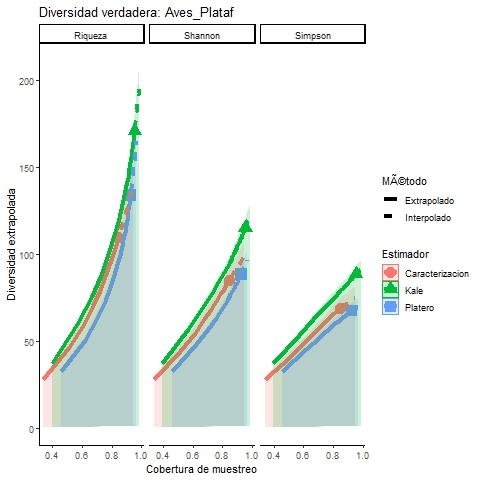 Diversidad verdadera: Aves_Plataf
Riqueza
Shannon
Simpson
200
150
100
50
0
Diversidad extrapolada
0.4 0.6 0.8 1.0
0.4 0.6 0.8 1.0
0.4 0.6 0.8 1.0
Cobertura de muestreo
MÃ©todo
Extrapolado
Interpolado
Estimador
Caracterizacion
Kale
Platero